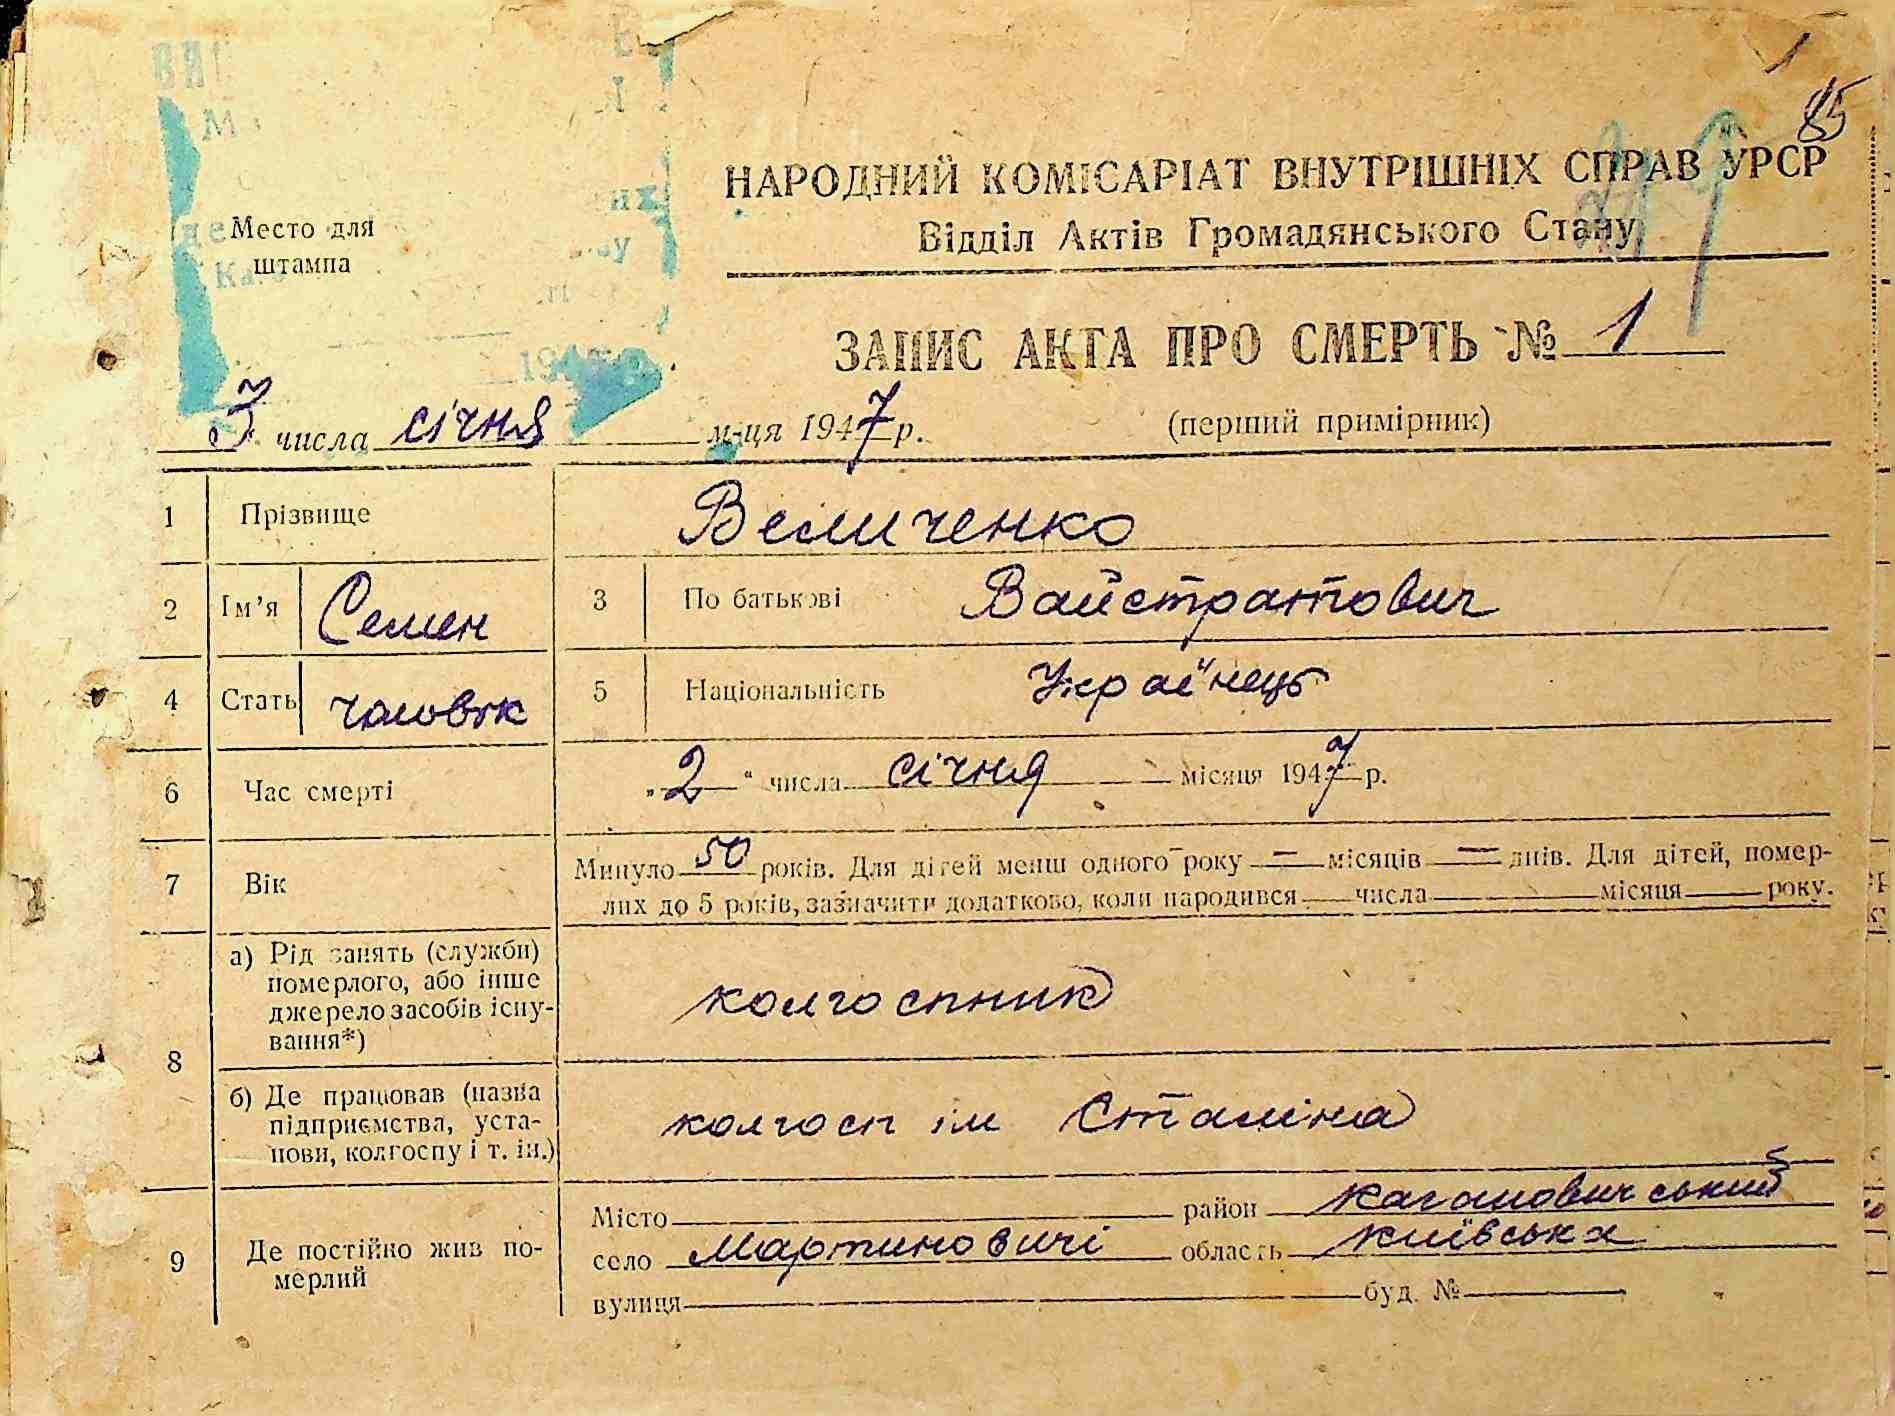 1
85
НАРОДНИЙ КОМІСАРІАТ ВНУТРІШНІХ СПРАВ УРСР
Відділ Актів Громадянського Стану
Место для
штампа
ЗАПИС АКТА ПРО СМЕРТЬ № 1
3 числа січня м-ця 1947 р.
(перший примірник)
1 Прізвище Величенко
2 Ім'я Семен 3 По батькові Вайстратович
4 Стать чоловік 5 Національність Українець
6 Час смерті „2“ числа січня місяця 1947 р.
7 Вік Минуло 50 років. Для дітей менш одного року — місяців — днів. Для дітей, помер-
лих до 5 років, зазначити додатково, коли народився числа місяця року.
8 а) Рід занять (служби)
померлого, або інше
джерело засобів існу-
вання*)
колгоспник
б) Де працював (назва
підприємства, уста-
нови, колгоспу і т. ін.)
колгосп ім Сталіна
9 Де постійно жив по-
мерлий
Місто район Кагановичський
село Мартиновичі область Київська
вулиця буд. №